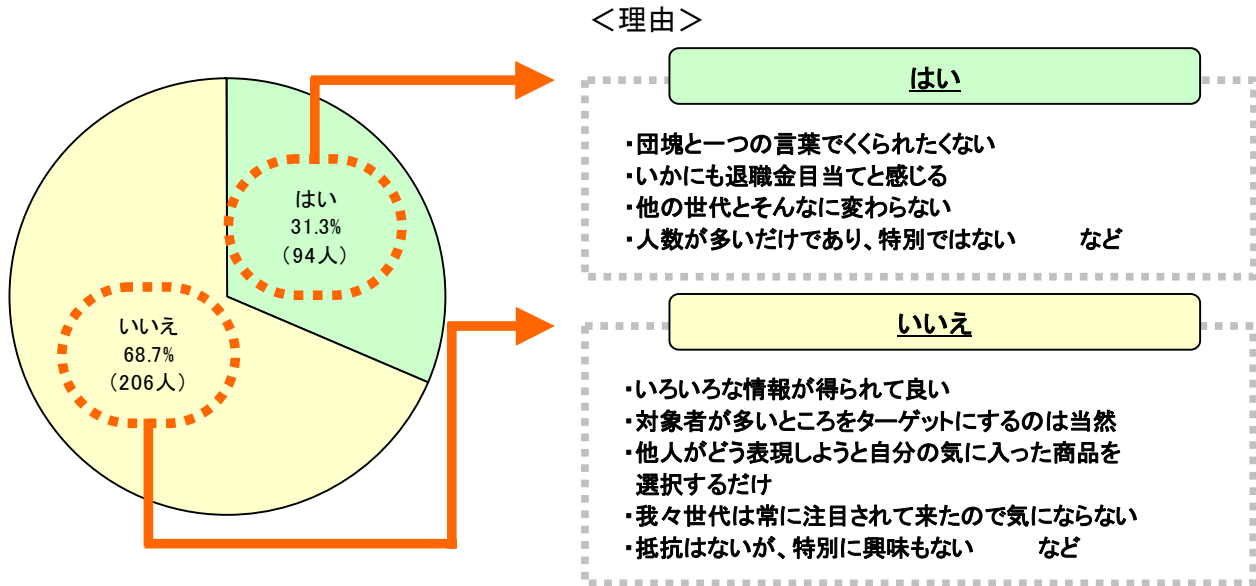 ＜理由＞
はい
31.3%
（94人）
いいえ
68.7%
（206人）
はい
・団塊と一つの言葉でくくられたくない
・いかにも退職金目当てと感じる
・他の世代とそんなに変わらない
・人数が多いだけであり、特別ではない　　　など
いいえ
・いろいろな情報が得られて良い
・対象者が多いところをターゲットにするのは当然
・他人がどう表現しようと自分の気に入った商品を
選択するだけ
・我々世代は常に注目されて来たので気にならない
・抵抗はないが、特別に興味もない　　　など